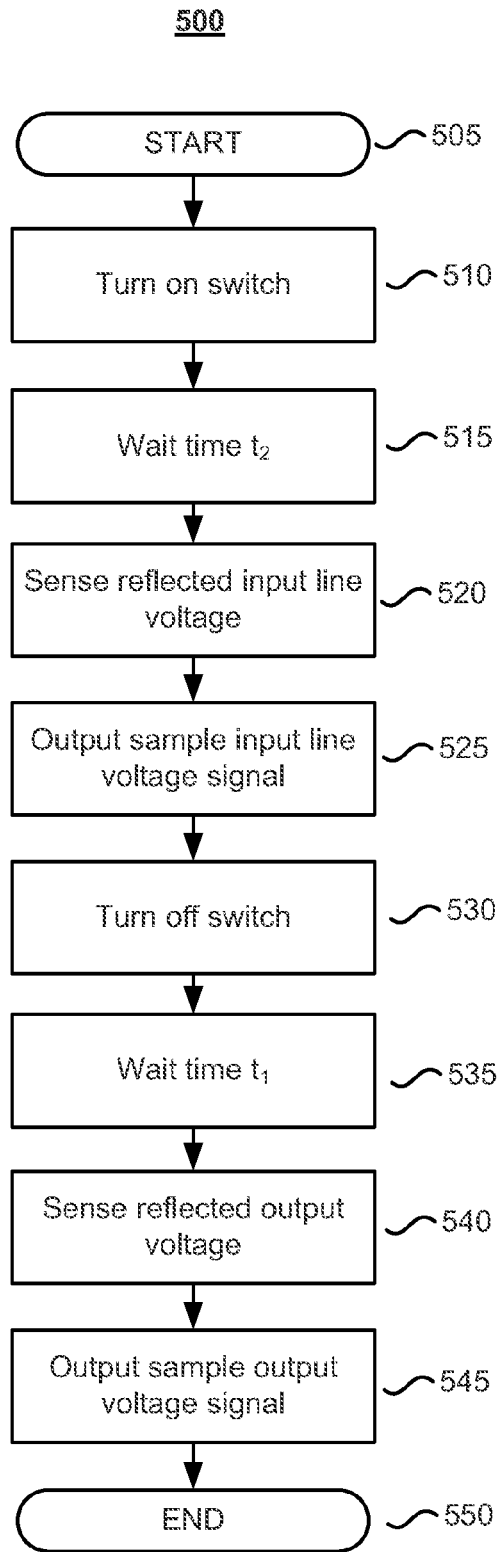 500
START
505
Turn on switch
510
Wait time t₂
515
Sense reflected input line
voltage
520
Output sample input line
voltage signal
525
Turn off switch
530
Wait time t₁
535
Sense reflected output
voltage
540
Output sample output
voltage signal
545
END
550